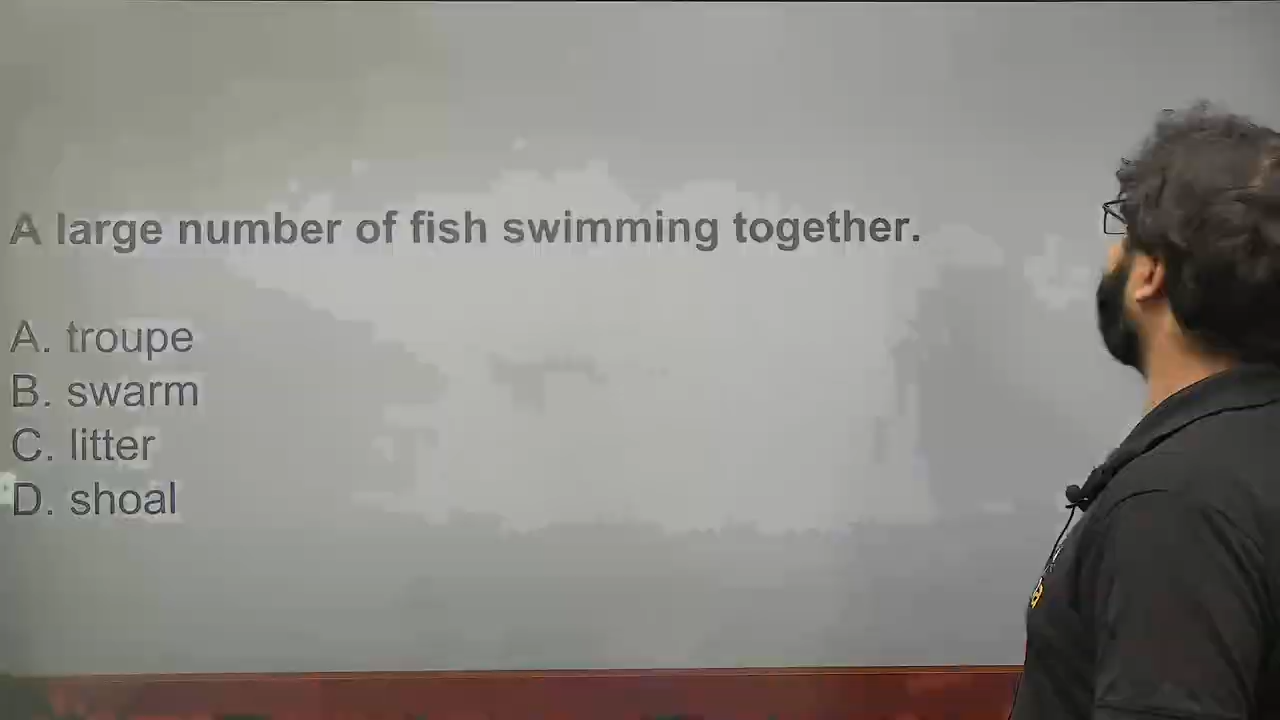 A large number of fish swimming together.
A. troupe
B. swarm
C. litter
D. shoal